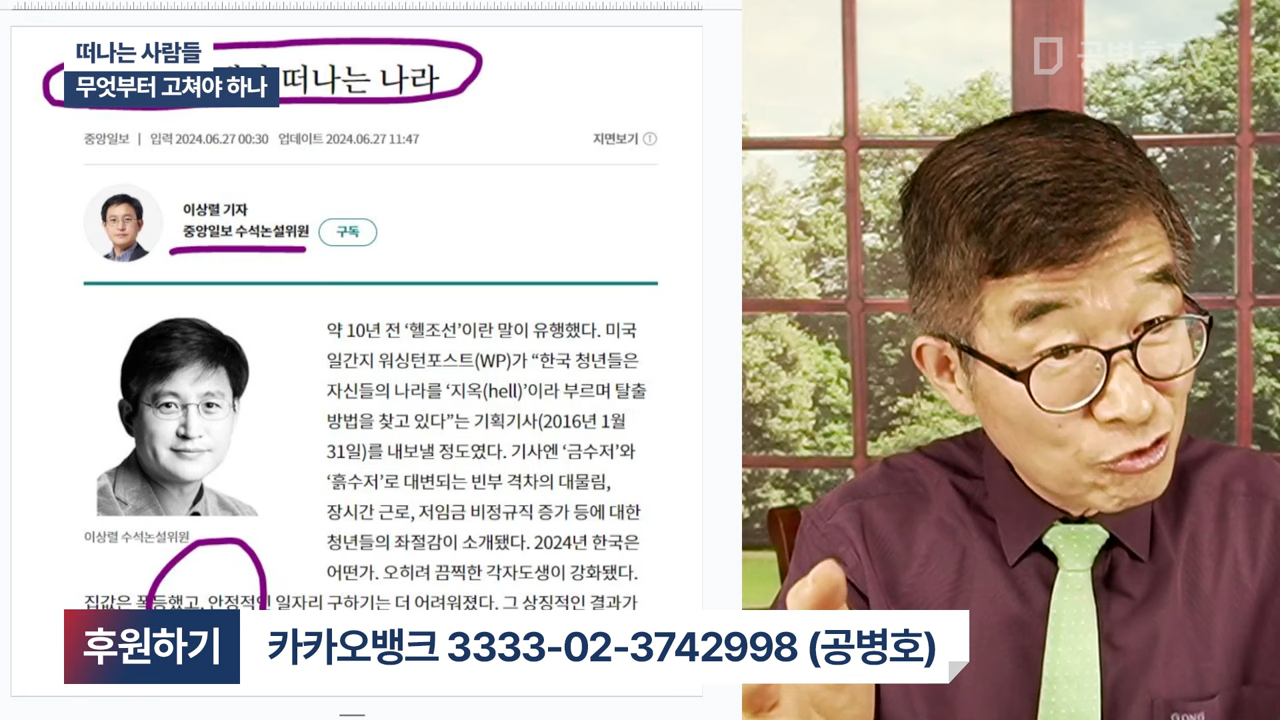 떠나는 사람들
무엇부터 고쳐야 하나
떠나는 나라
중앙일보 | 입력 2024.06.27 00:30 업데이트 2024.06.27 11:47
지면보기
이상렬 기자
중앙일보 수석논설위원
구독
약 10년 전 ‘헬조선’이란 말이 유행했다. 미국
일간지 워싱턴포스트(WP)가 “한국 청년들은
자신들의 나라를 ‘지옥(hell)’이라 부르며 탈출
방법을 찾고 있다”는 기획기사(2016년 1월
31일)를 내보낼 정도였다. 기사엔 ‘금수저’와
‘흙수저’로 대변되는 빈부 격차의 대물림,
장시간 근로, 저임금 비정규직 증가 등에 대한
청년들의 좌절감이 소개됐다. 2024년 한국은
어떤가. 오히려 끔찍한 각자도생이 강화됐다.
이상렬 수석논설위원
집값은 폭등했고, 안정적인 일자리 구하기는 더 어려워졌다. 그 상징적인 결과가
후원하기
카카오뱅크 3333-02-3742998 (공병호)
공병호TV